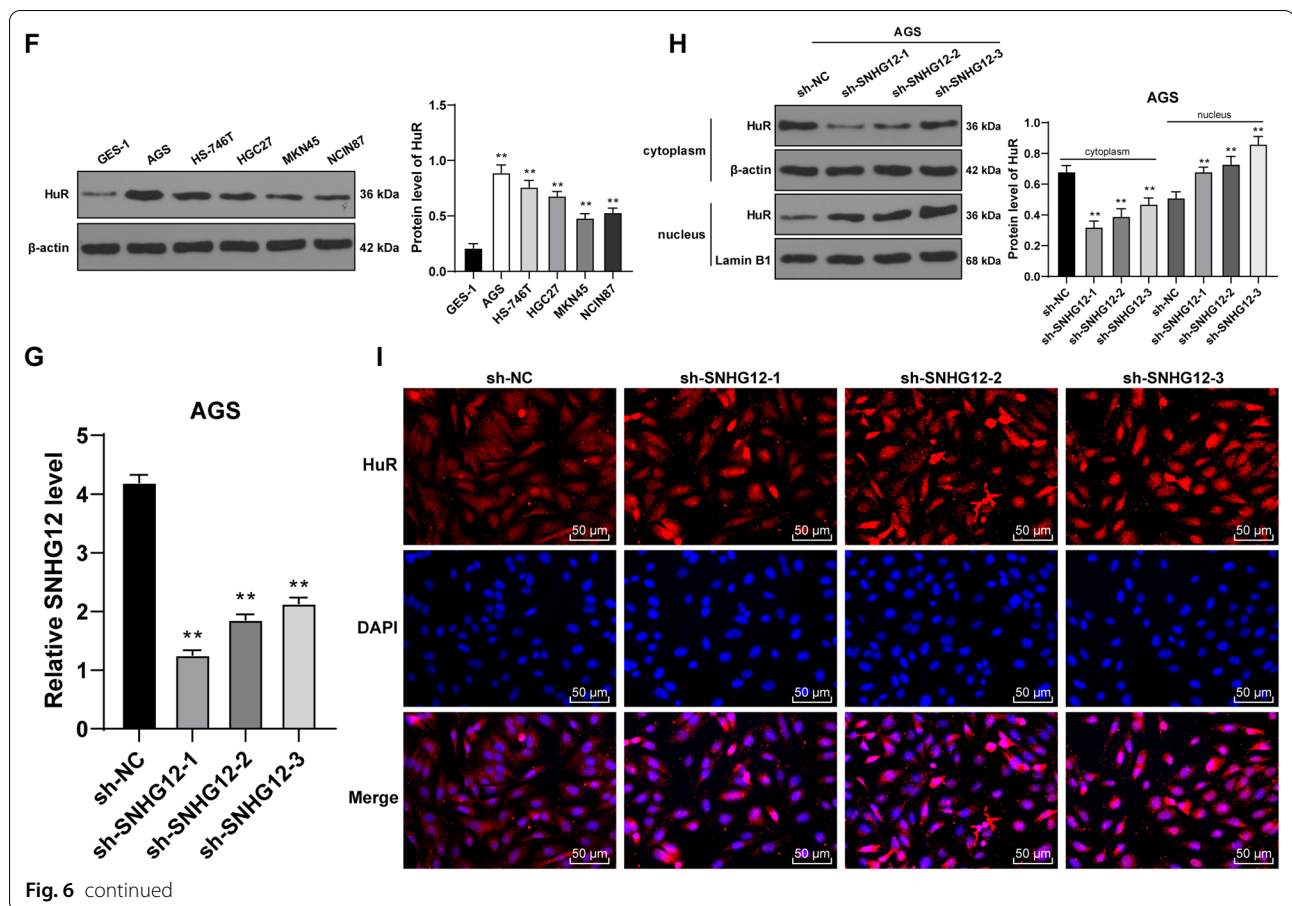 F
GES-1 AGS HS-746T HGC27 MKN45 NCIN87
HuR 36 kDa
β-actin 42 kDa
Protein level of HuR
1.5
1.0
0.5
0.0
** ** ** ** **
GES-1 AGS HS-746T HGC27 MKN45 NCIN87
H
AGS
sh-NC sh-SNHG12-1 sh-SNHG12-2 sh-SNHG12-3
cytoplasm
HuR 36 kDa
β-actin 42 kDa
nucleus
HuR 36 kDa
Lamin B1 68 kDa
AGS
Protein level of HuR
1.0
0.8
0.6
0.4
0.2
0.0
cytoplasm
nucleus
** ** ** ** ** **
sh-NC sh-SNHG12-1 sh-SNHG12-2 sh-SNHG12-3 sh-NC sh-SNHG12-1 sh-SNHG12-2 sh-SNHG12-3
G
AGS
Relative SNHG12 level
5
4
3
2
1
0
** ** **
sh-NC sh-SNHG12-1 sh-SNHG12-2 sh-SNHG12-3
I
sh-NC sh-SNHG12-1 sh-SNHG12-2 sh-SNHG12-3
HuR
50 µm 50 µm 50 µm 50 µm
DAPI
50 µm 50 µm 50 µm 50 µm
Merge
50 µm 50 µm 50 µm 50 µm
Fig. 6 continued